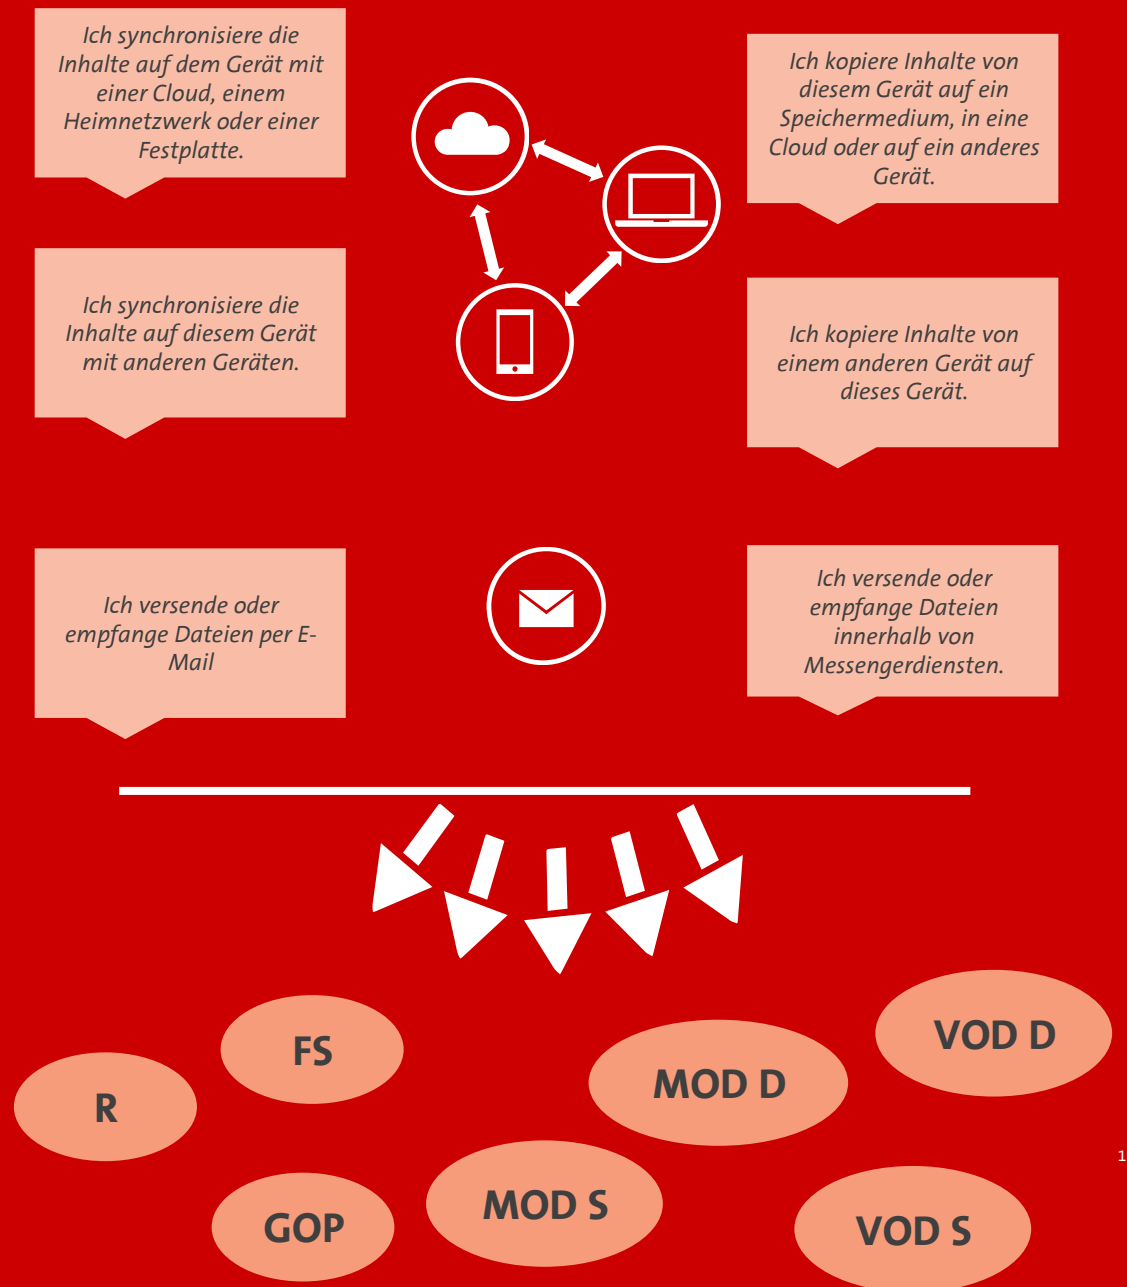 Ich synchronisiere die
Inhalte auf dem Gerät mit
einer Cloud, einem
Heimnetzwerk oder einer
Festplatte.
Ich kopiere Inhalte von
diesem Gerät auf ein
Speichermedium, in eine
Cloud oder auf ein anderes
Gerät.
Ich synchronisiere die
Inhalte auf diesem Gerät
mit anderen Geräten.
Ich kopiere Inhalte von
einem anderen Gerät auf
dieses Gerät.
Ich versende oder
empfange Dateien per E-
Mail
Ich versende oder
empfange Dateien
innerhalb von
Messengerdiensten.
VOD D
FS
MOD D
R
1
MOD S
GOP
VOD S